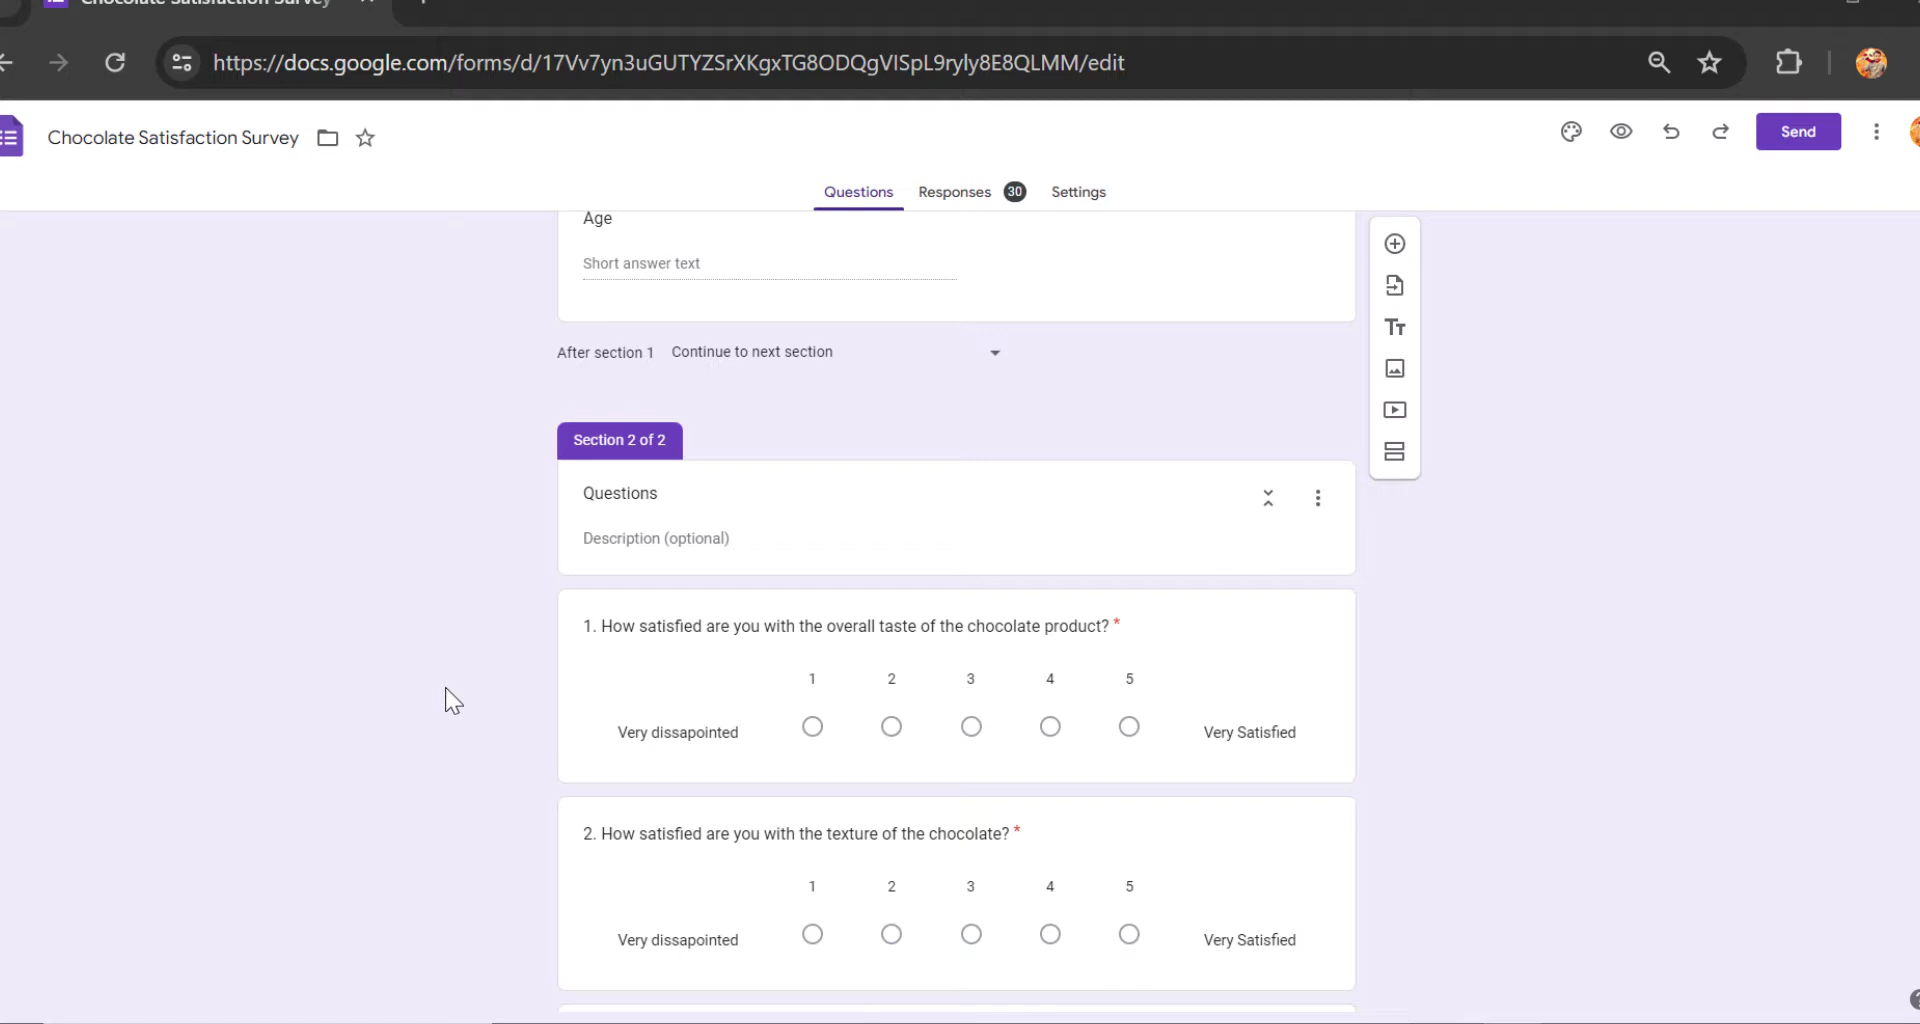 Chocolate Satisfaction Survey
https://docs.google.com/forms/d/17Vv7yn3uGUTYZSrXKgxTG8ODQgVISpL9ryly8E8QLMM/edit
Chocolate Satisfaction Survey
Send
Questions Responses 30 Settings
Age
Short answer text
After section 1 Continue to next section
Section 2 of 2
Questions
Description (optional)
1. How satisfied are you with the overall taste of the chocolate product? *
1 2 3 4 5
Very dissapointed Very Satisfied
2. How satisfied are you with the texture of the chocolate? *
1 2 3 4 5
Very dissapointed Very Satisfied